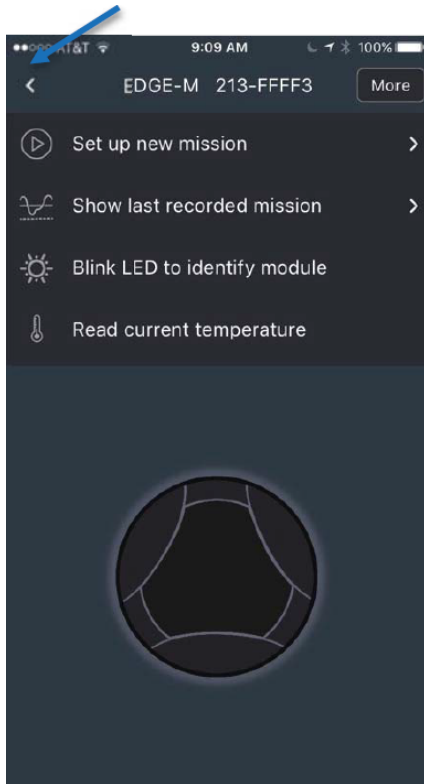 AT&T 9:09 AM 100%
EDGE-M 213-FFFF3 More
Set up new mission
Show last recorded mission
Blink LED to identify module
Read current temperature